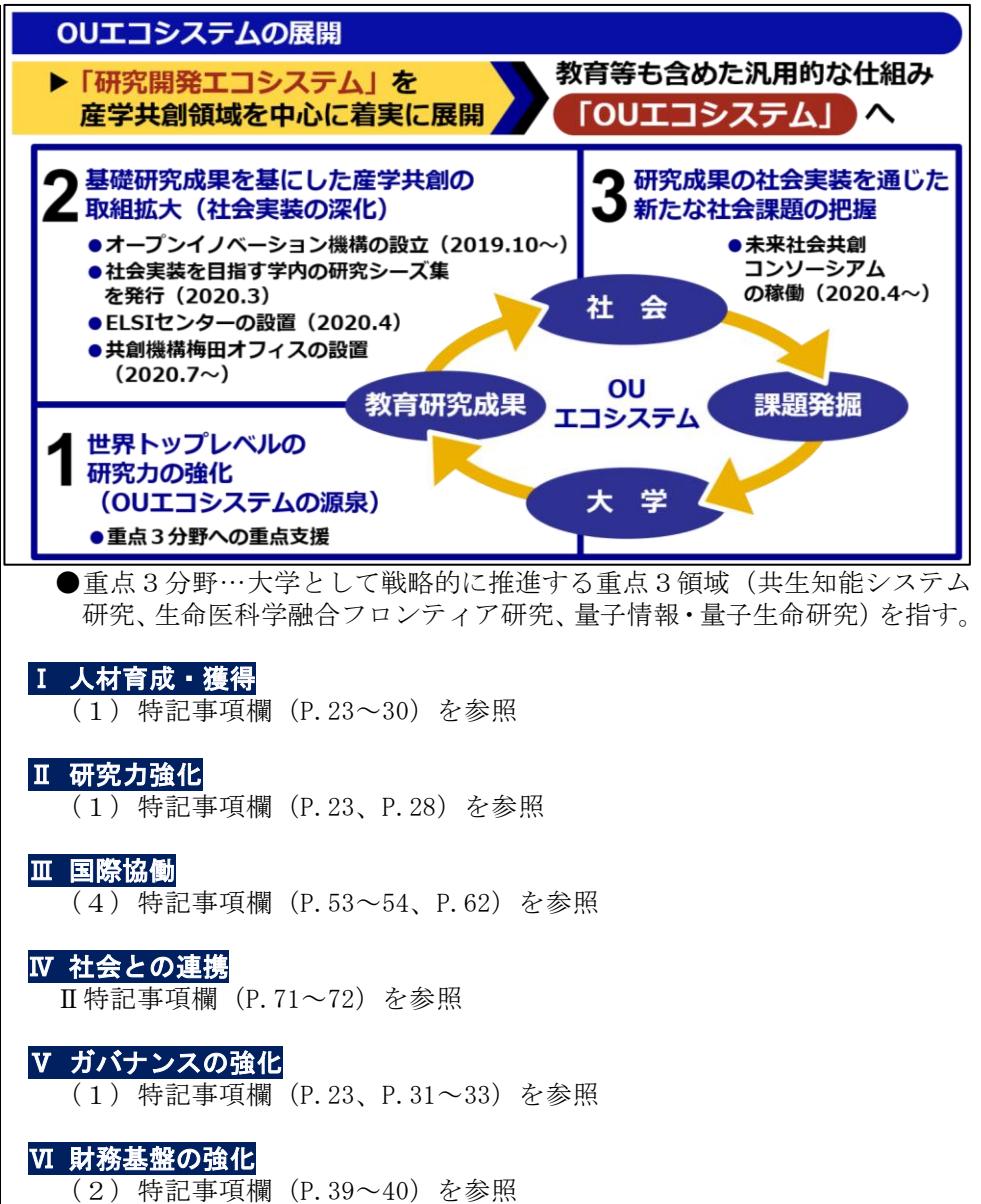 OUエコシステムの展開
▶「研究開発エコシステム」を
産学共創領域を中心に着実に展開
教育等も含めた汎用的な仕組み
「OUエコシステム」へ
2 基礎研究成果を基にした産学共創の
取組拡大（社会実装の深化）
●オープンイノベーション機構の設立（2019.10～）
●社会実装を目指す学内の研究シーズ集
を発行（2020.3）
●ELSIセンターの設置（2020.4）
●共創機構梅田オフィスの設置
（2020.7～）
3 研究成果の社会実装を通じた
新たな社会課題の把握
●未来社会共創
コンソーシアム
の稼働（2020.4～）
1 世界トップレベルの
研究力の強化
（OUエコシステムの源泉）
●重点３分野への重点支援
社 会
教育研究成果
OU
エコシステム
課題発掘
大 学
●重点３分野…大学として戦略的に推進する重点３領域（共生知能システム
研究、生命医科学融合フロンティア研究、量子情報・量子生命研究）を指す。
Ⅰ 人材育成・獲得
（１）特記事項欄（P.23～30）を参照
Ⅱ 研究力強化
（１）特記事項欄（P.23、P.28）を参照
Ⅲ 国際協働
（４）特記事項欄（P.53～54、P.62）を参照
Ⅳ 社会との連携
Ⅱ特記事項欄（P.71～72）を参照
Ⅴ ガバナンスの強化
（１）特記事項欄（P.23、P.31～33）を参照
Ⅵ 財務基盤の強化
（２）特記事項欄（P.39～40）を参照